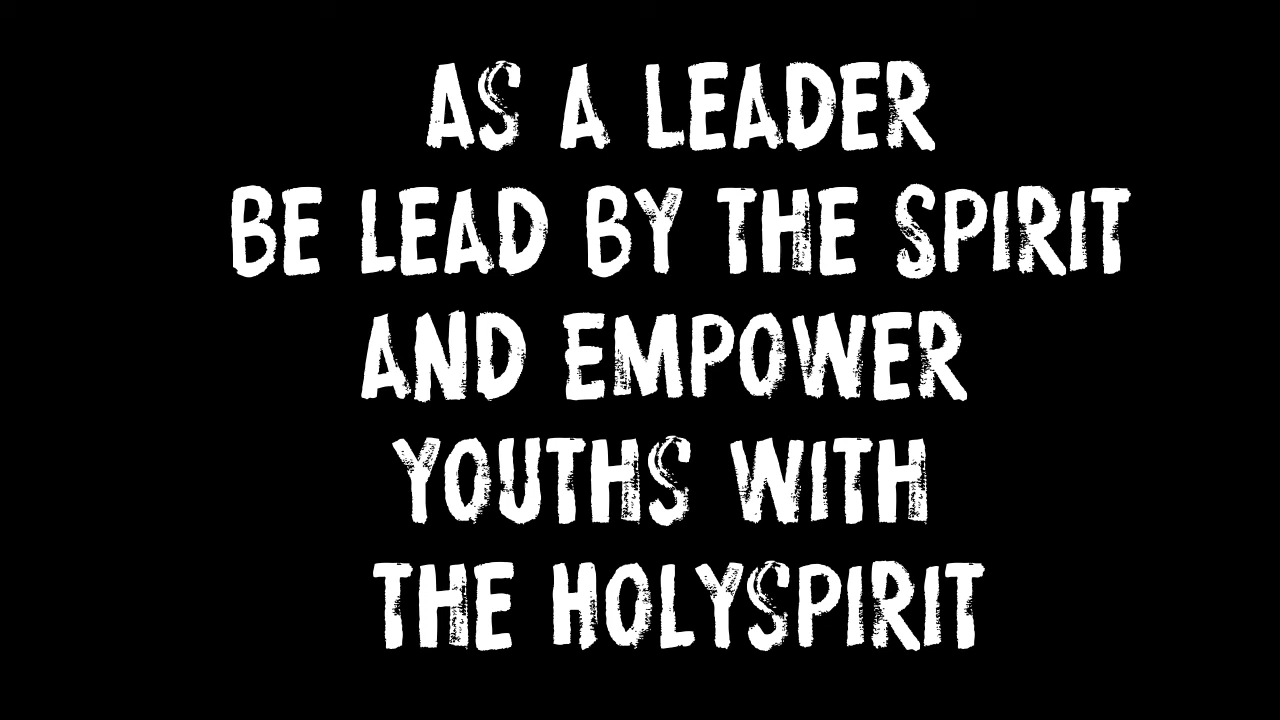 AS A LEADER
BE LEAD BY THE SPIRIT
AND EMPOWER
YOUTHS WITH
THE HOLYSPIRIT